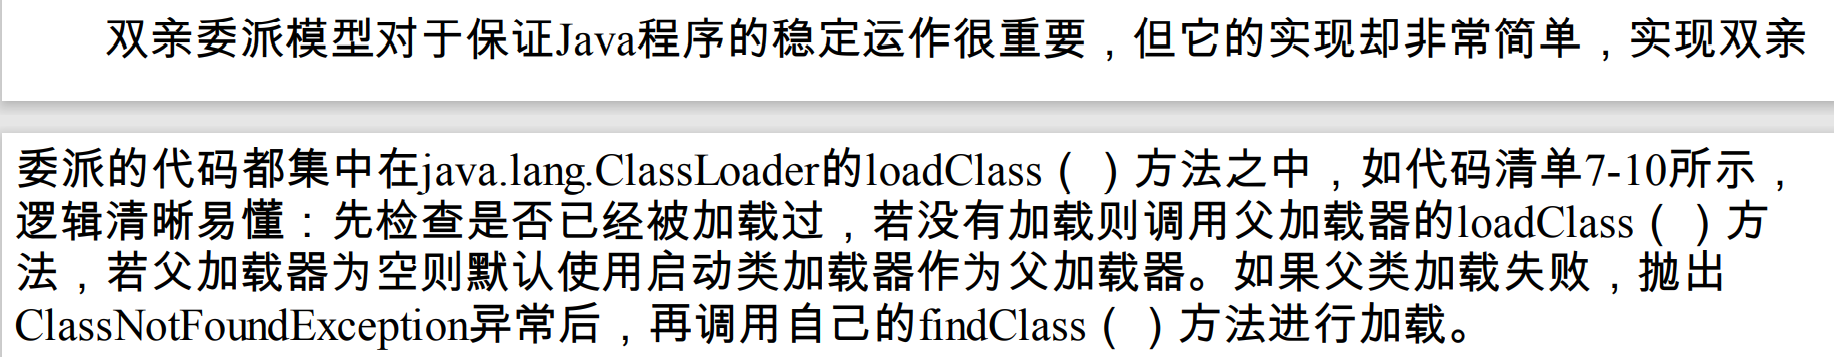 双亲委派模型对于保证Java程序的稳定运作很重要，但它的实现却非常简单，实现双亲
委派的代码都集中在java.lang.ClassLoader的loadClass（ ）方法之中，如代码清单7-10所示，
逻辑清晰易懂：先检查是否已经被加载过，若没有加载则调用父加载器的loadClass（ ）方
法，若父加载器为空则默认使用启动类加载器作为父加载器。如果父类加载失败，抛出
ClassNotFoundException异常后，再调用自己的findClass（ ）方法进行加载。